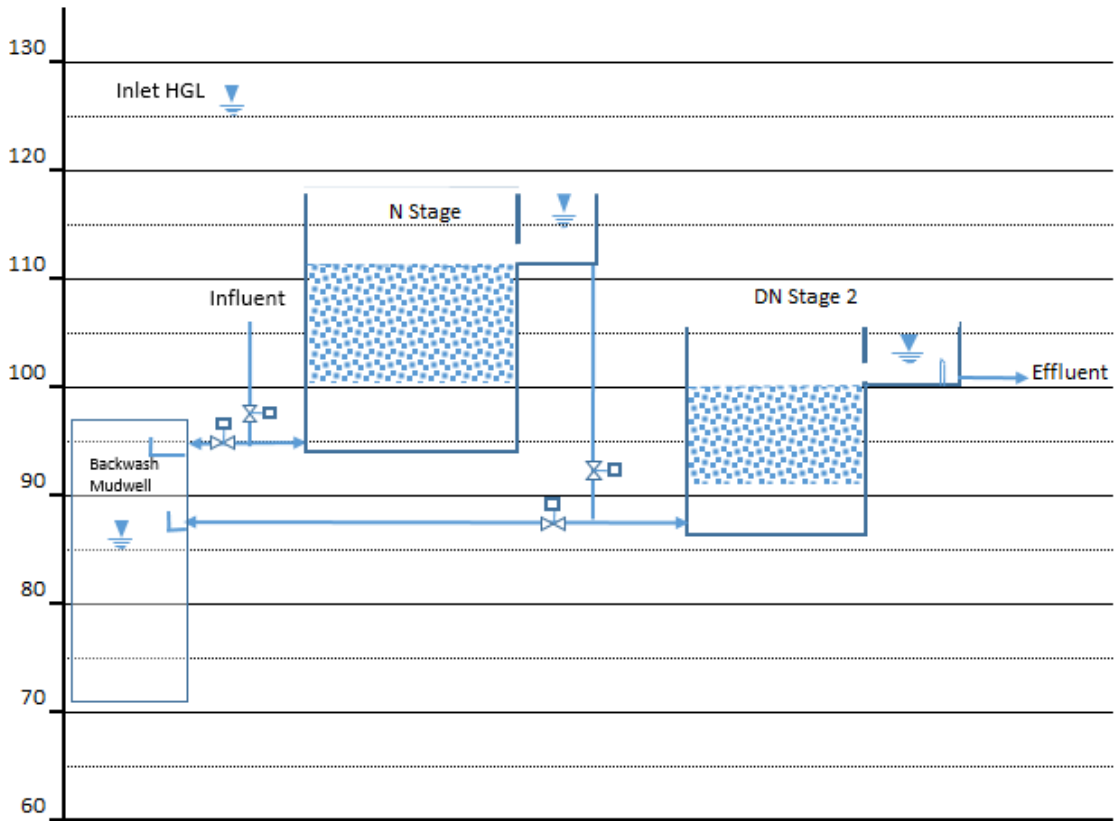 130
Inlet HGL
120
N Stage
110
Influent
DN Stage 2
100
Effluent
Backwash
Mudwell
90
80
70
60